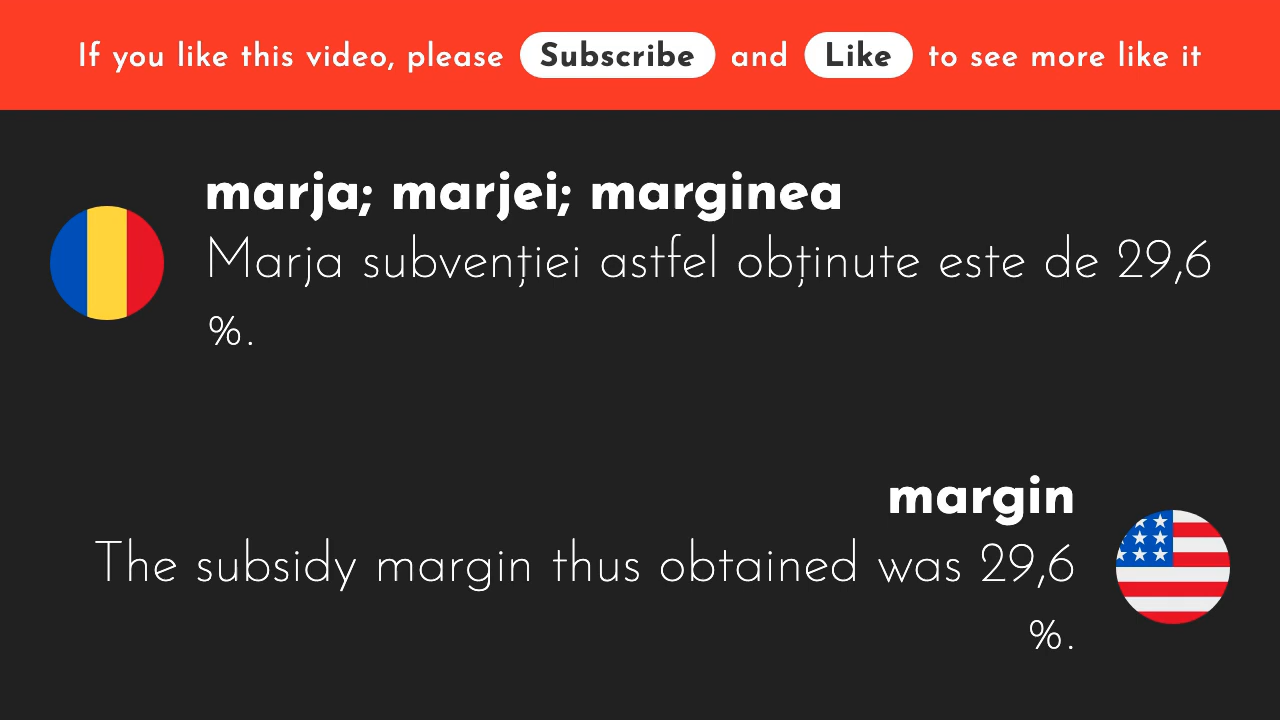 If you like this video, please Subscribe and Like to see more like it
marja; marjei; marginea
Marja subvenției astfel obținute este de 29,6
%.
margin
The subsidy margin thus obtained was 29,6
%.